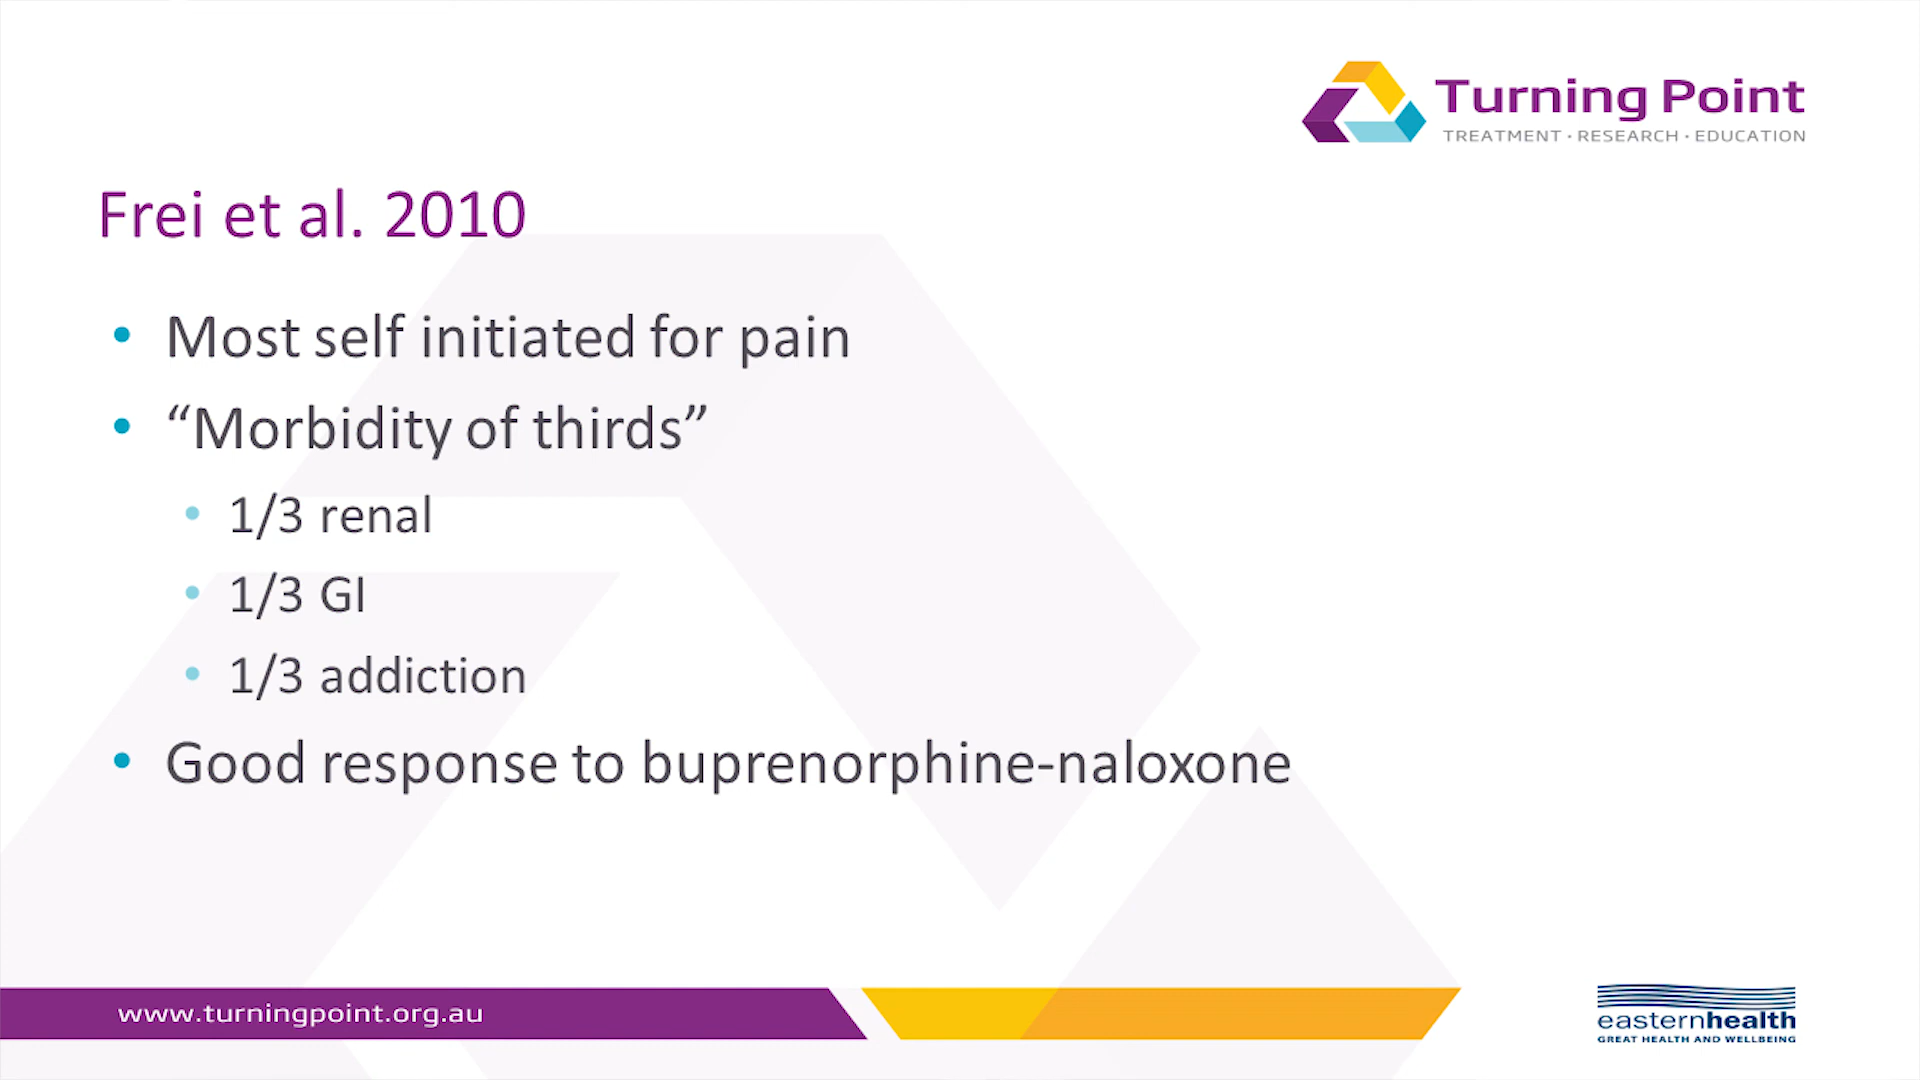 Turning Point
TREATMENT · RESEARCH · EDUCATION
Frei et al. 2010
• Most self initiated for pain
• “Morbidity of thirds”
• 1/3 renal
• 1/3 GI
• 1/3 addiction
• Good response to buprenorphine-naloxone
www.turningpoint.org.au
easternhealth
GREAT HEALTH AND WELLBEING